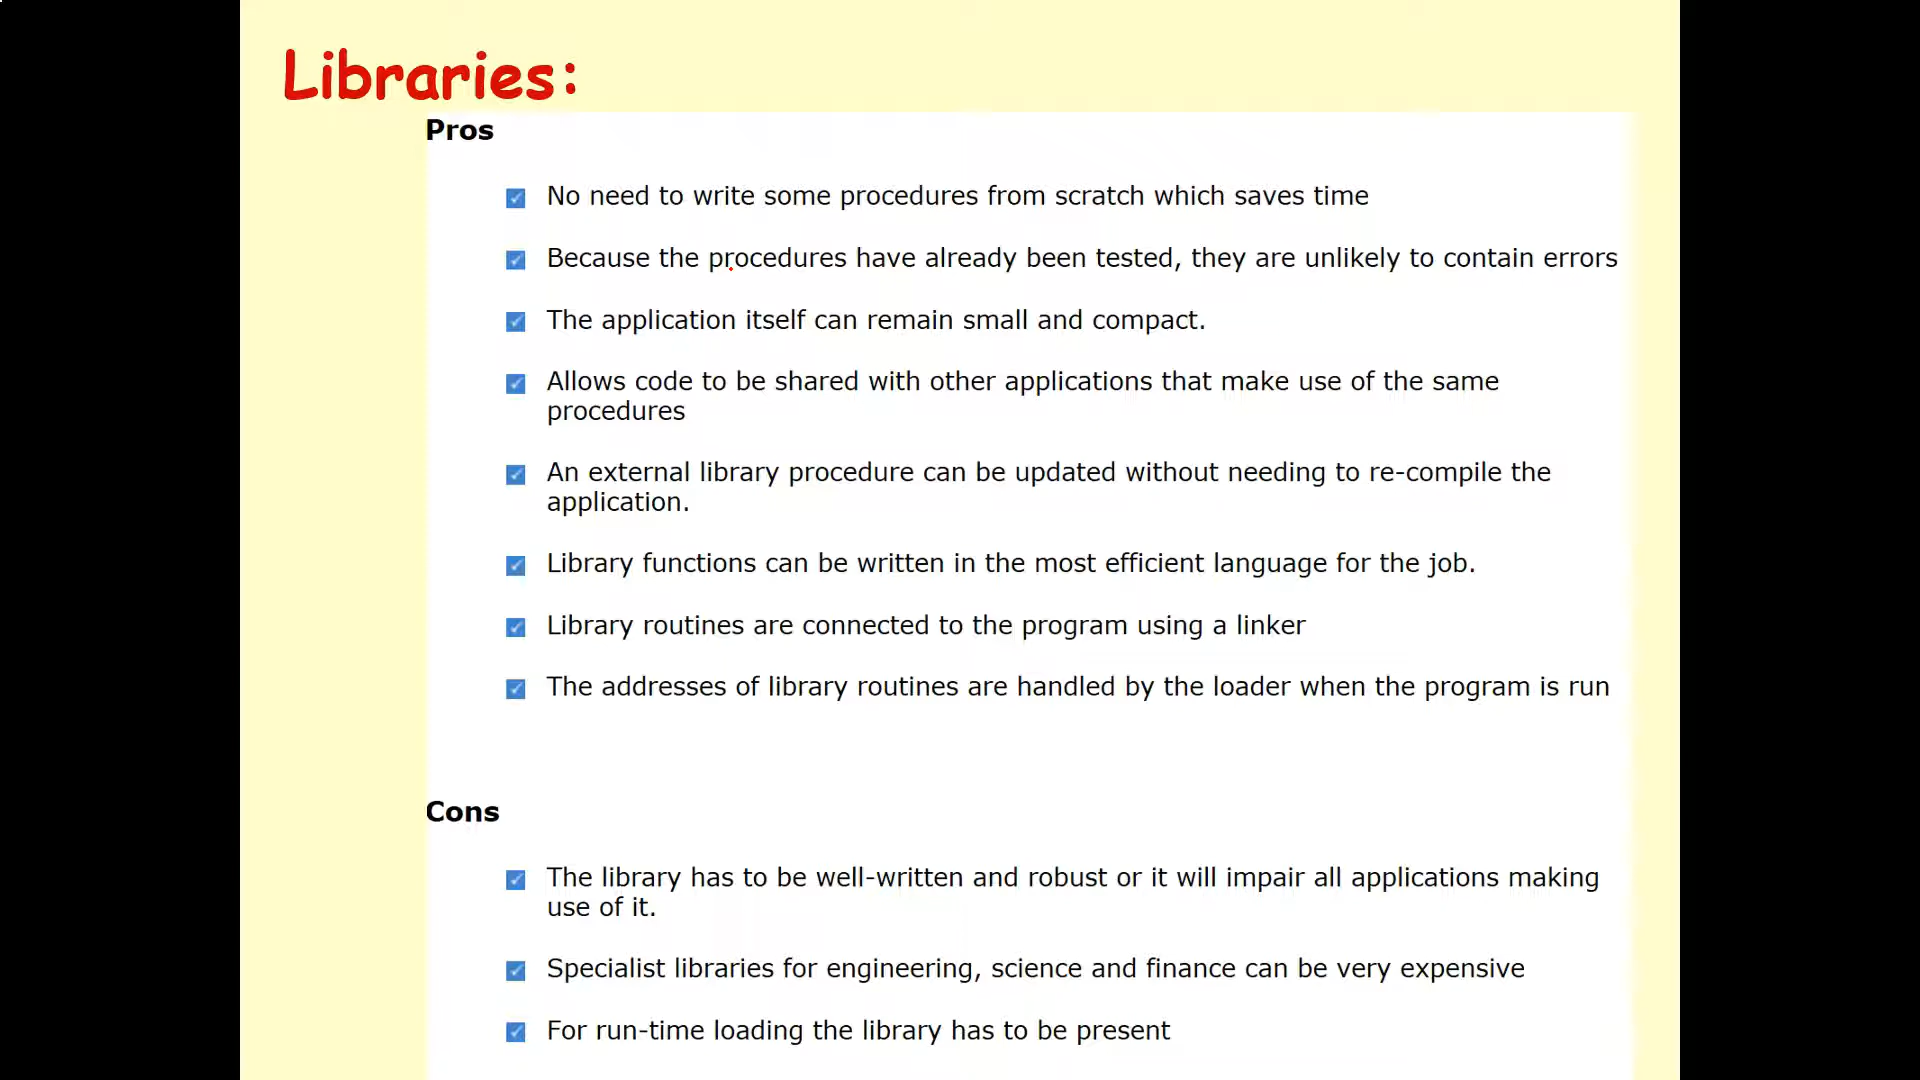 Libraries:
Pros
No need to write some procedures from scratch which saves time
Because the procedures have already been tested, they are unlikely to contain errors
The application itself can remain small and compact.
Allows code to be shared with other applications that make use of the same
procedures
An external library procedure can be updated without needing to re-compile the
application.
Library functions can be written in the most efficient language for the job.
Library routines are connected to the program using a linker
The addresses of library routines are handled by the loader when the program is run
Cons
The library has to be well-written and robust or it will impair all applications making
use of it.
Specialist libraries for engineering, science and finance can be very expensive
For run-time loading the library has to be present